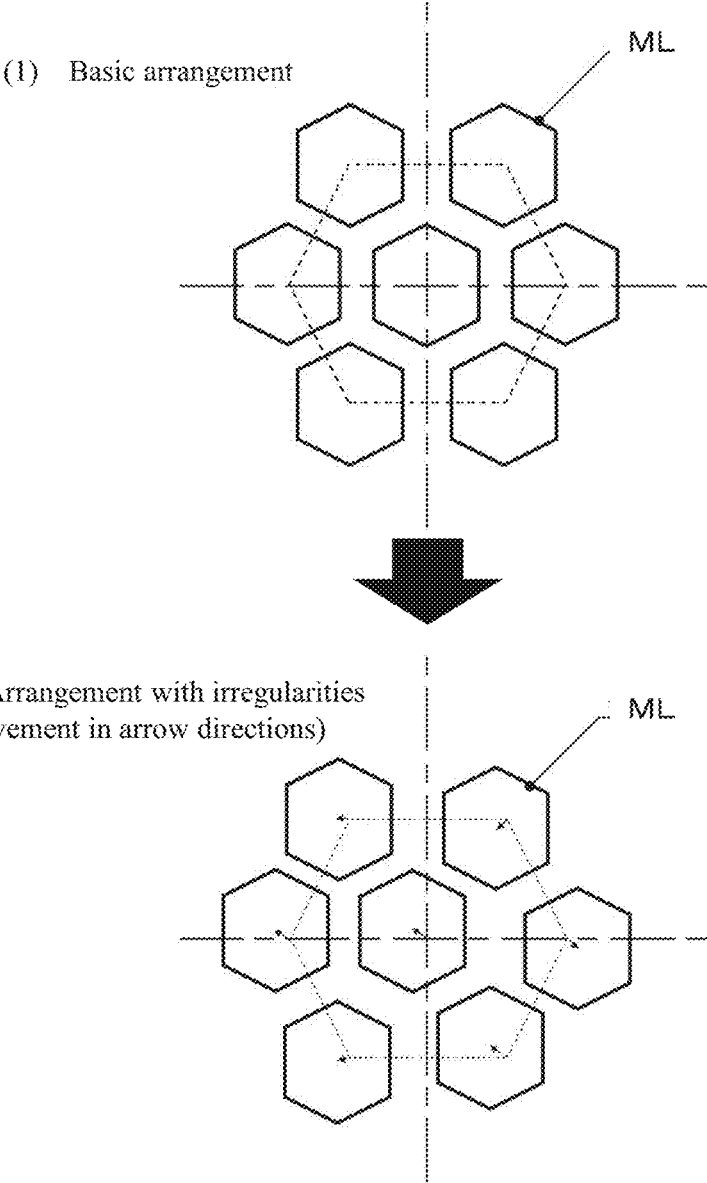 (1) Basic arrangement
ML
Arrangement with irregularities
ML
vement in arrow directions)